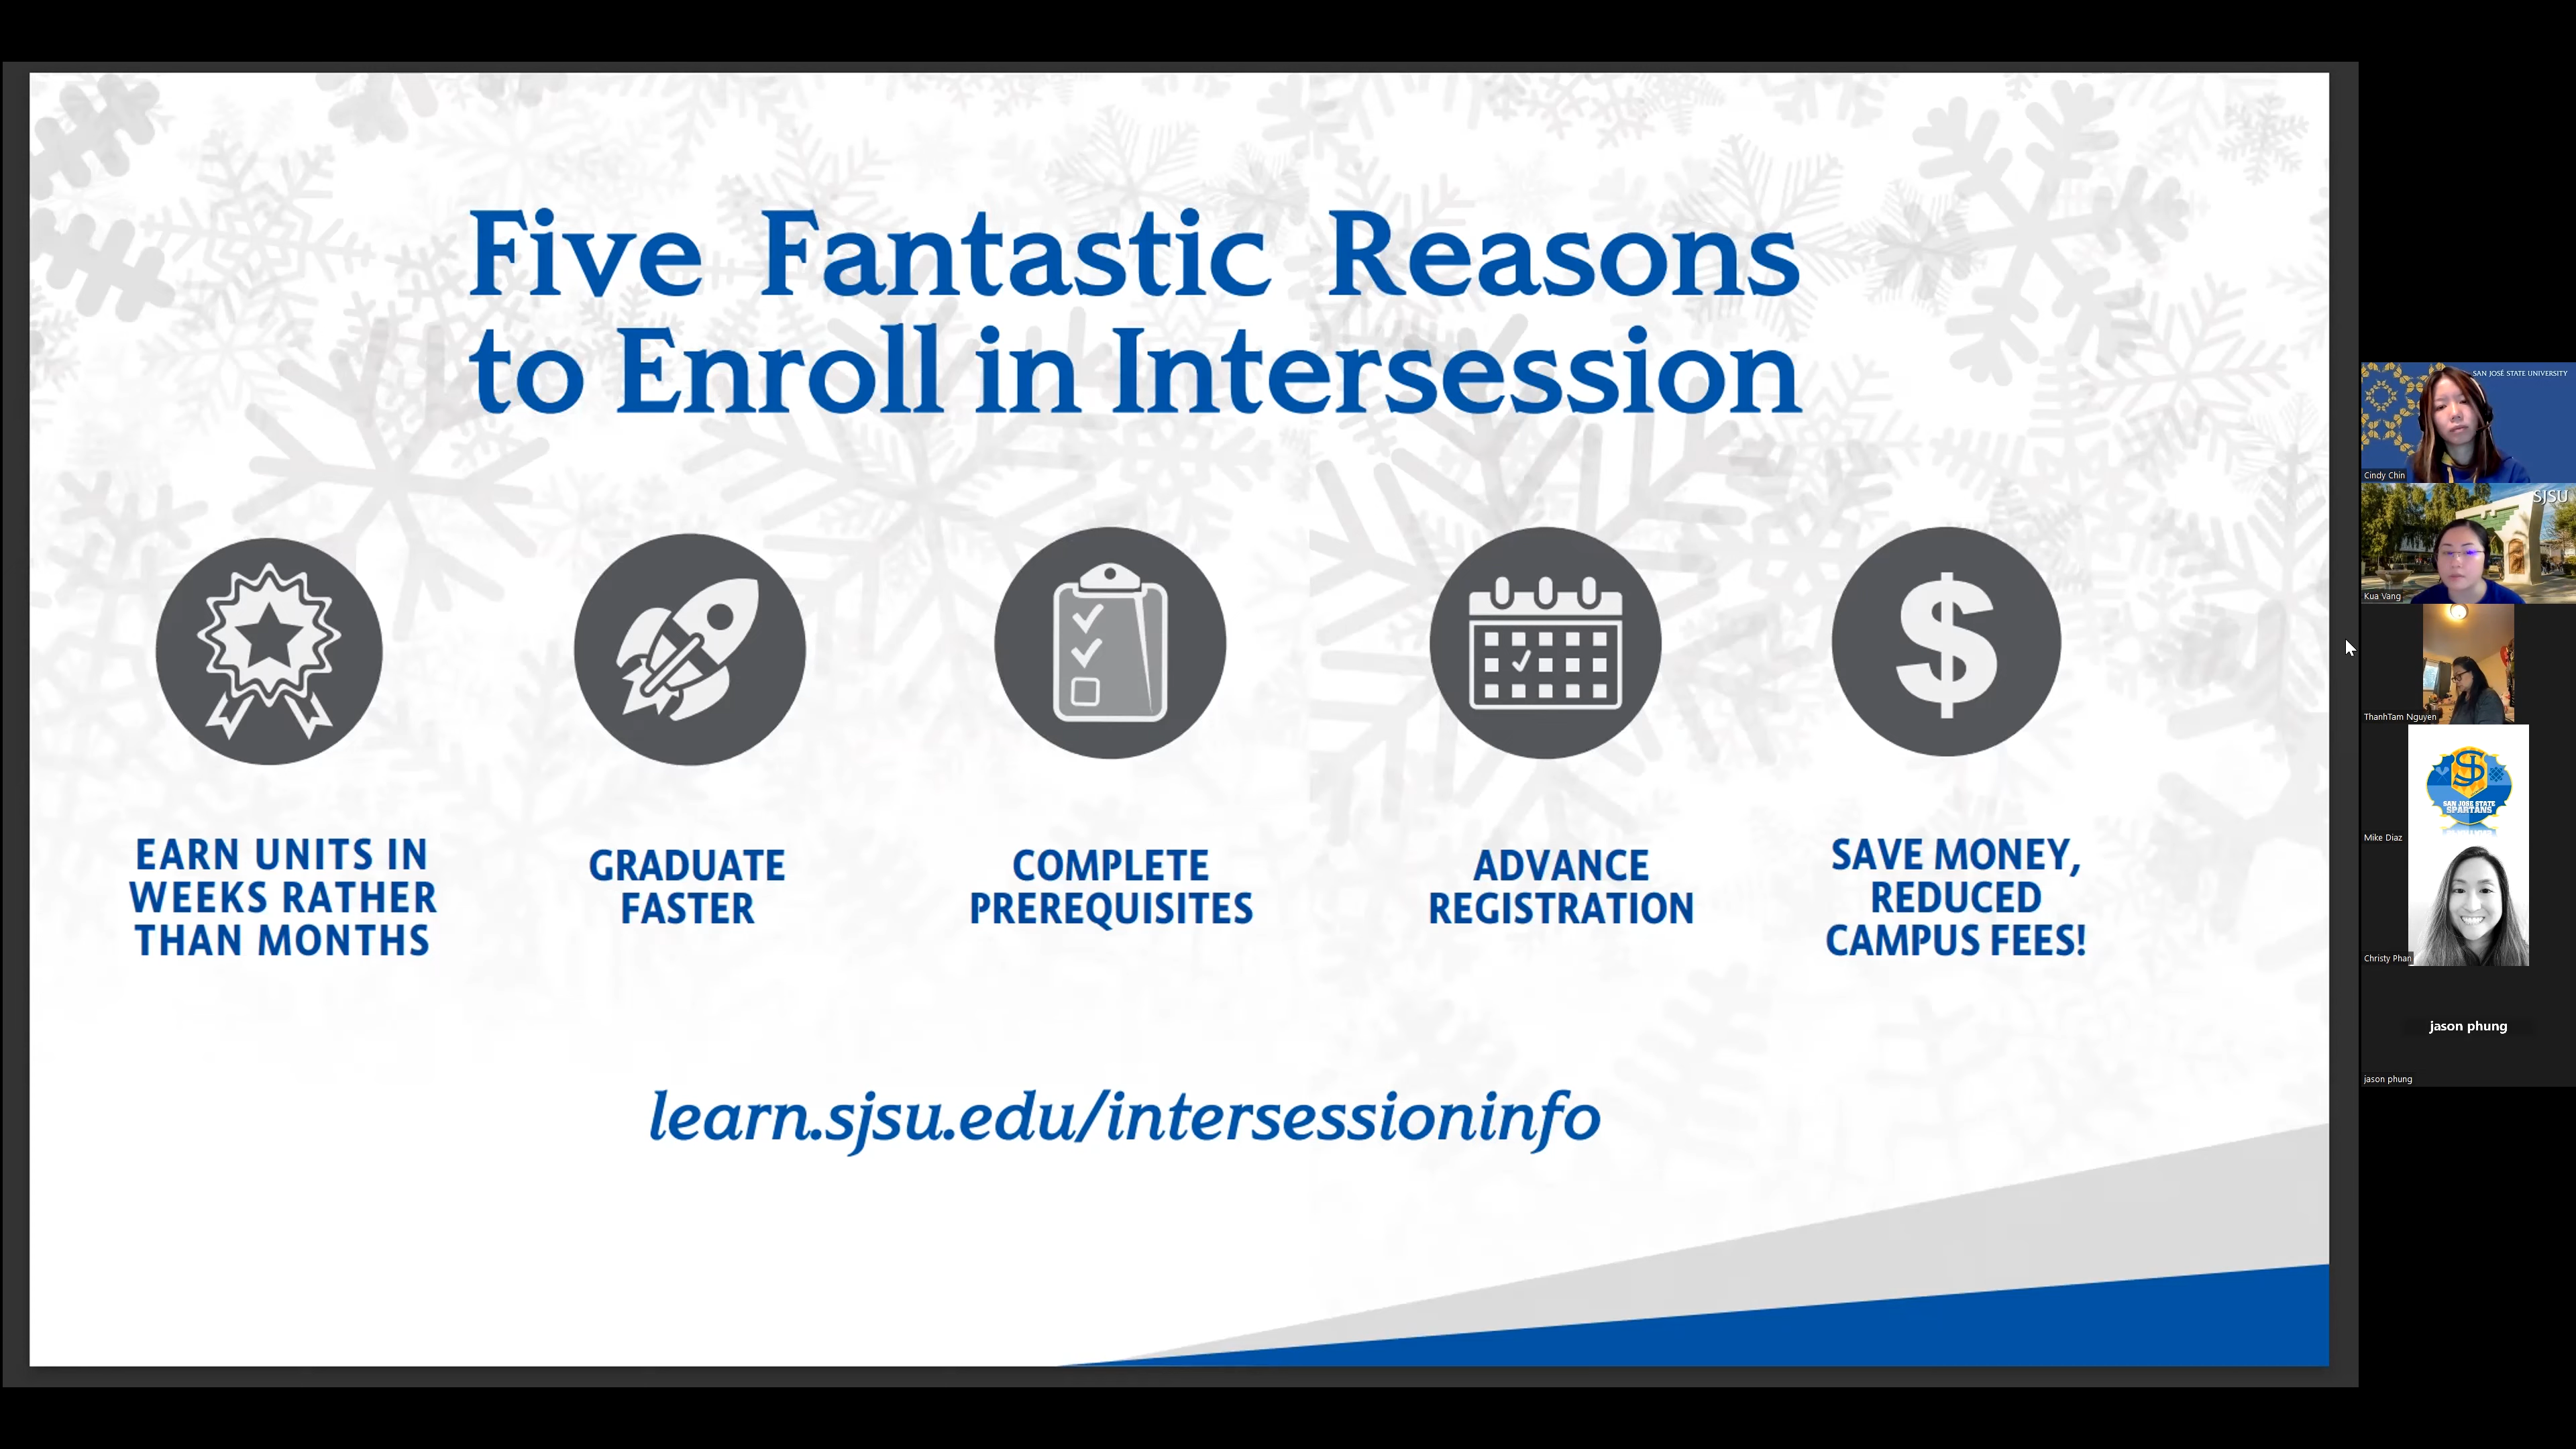 Five Fantastic Reasons
to Enroll in Intersession
EARN UNITS IN
WEEKS RATHER
THAN MONTHS
GRADUATE
FASTER
COMPLETE
PREREQUISITES
ADVANCE
REGISTRATION
SAVE MONEY,
REDUCED
CAMPUS FEES!
learn.sjsu.edu/intersessioninfo
SAN JOSÉ STATE UNIVERSITY
Cindy Chin
SJSU
Kua Vang
ThanhTam Nguyen
SJ
SAN JOSE STATE
SPARTANS
Mike Diaz
Christy Phan
jason phung
jason phung